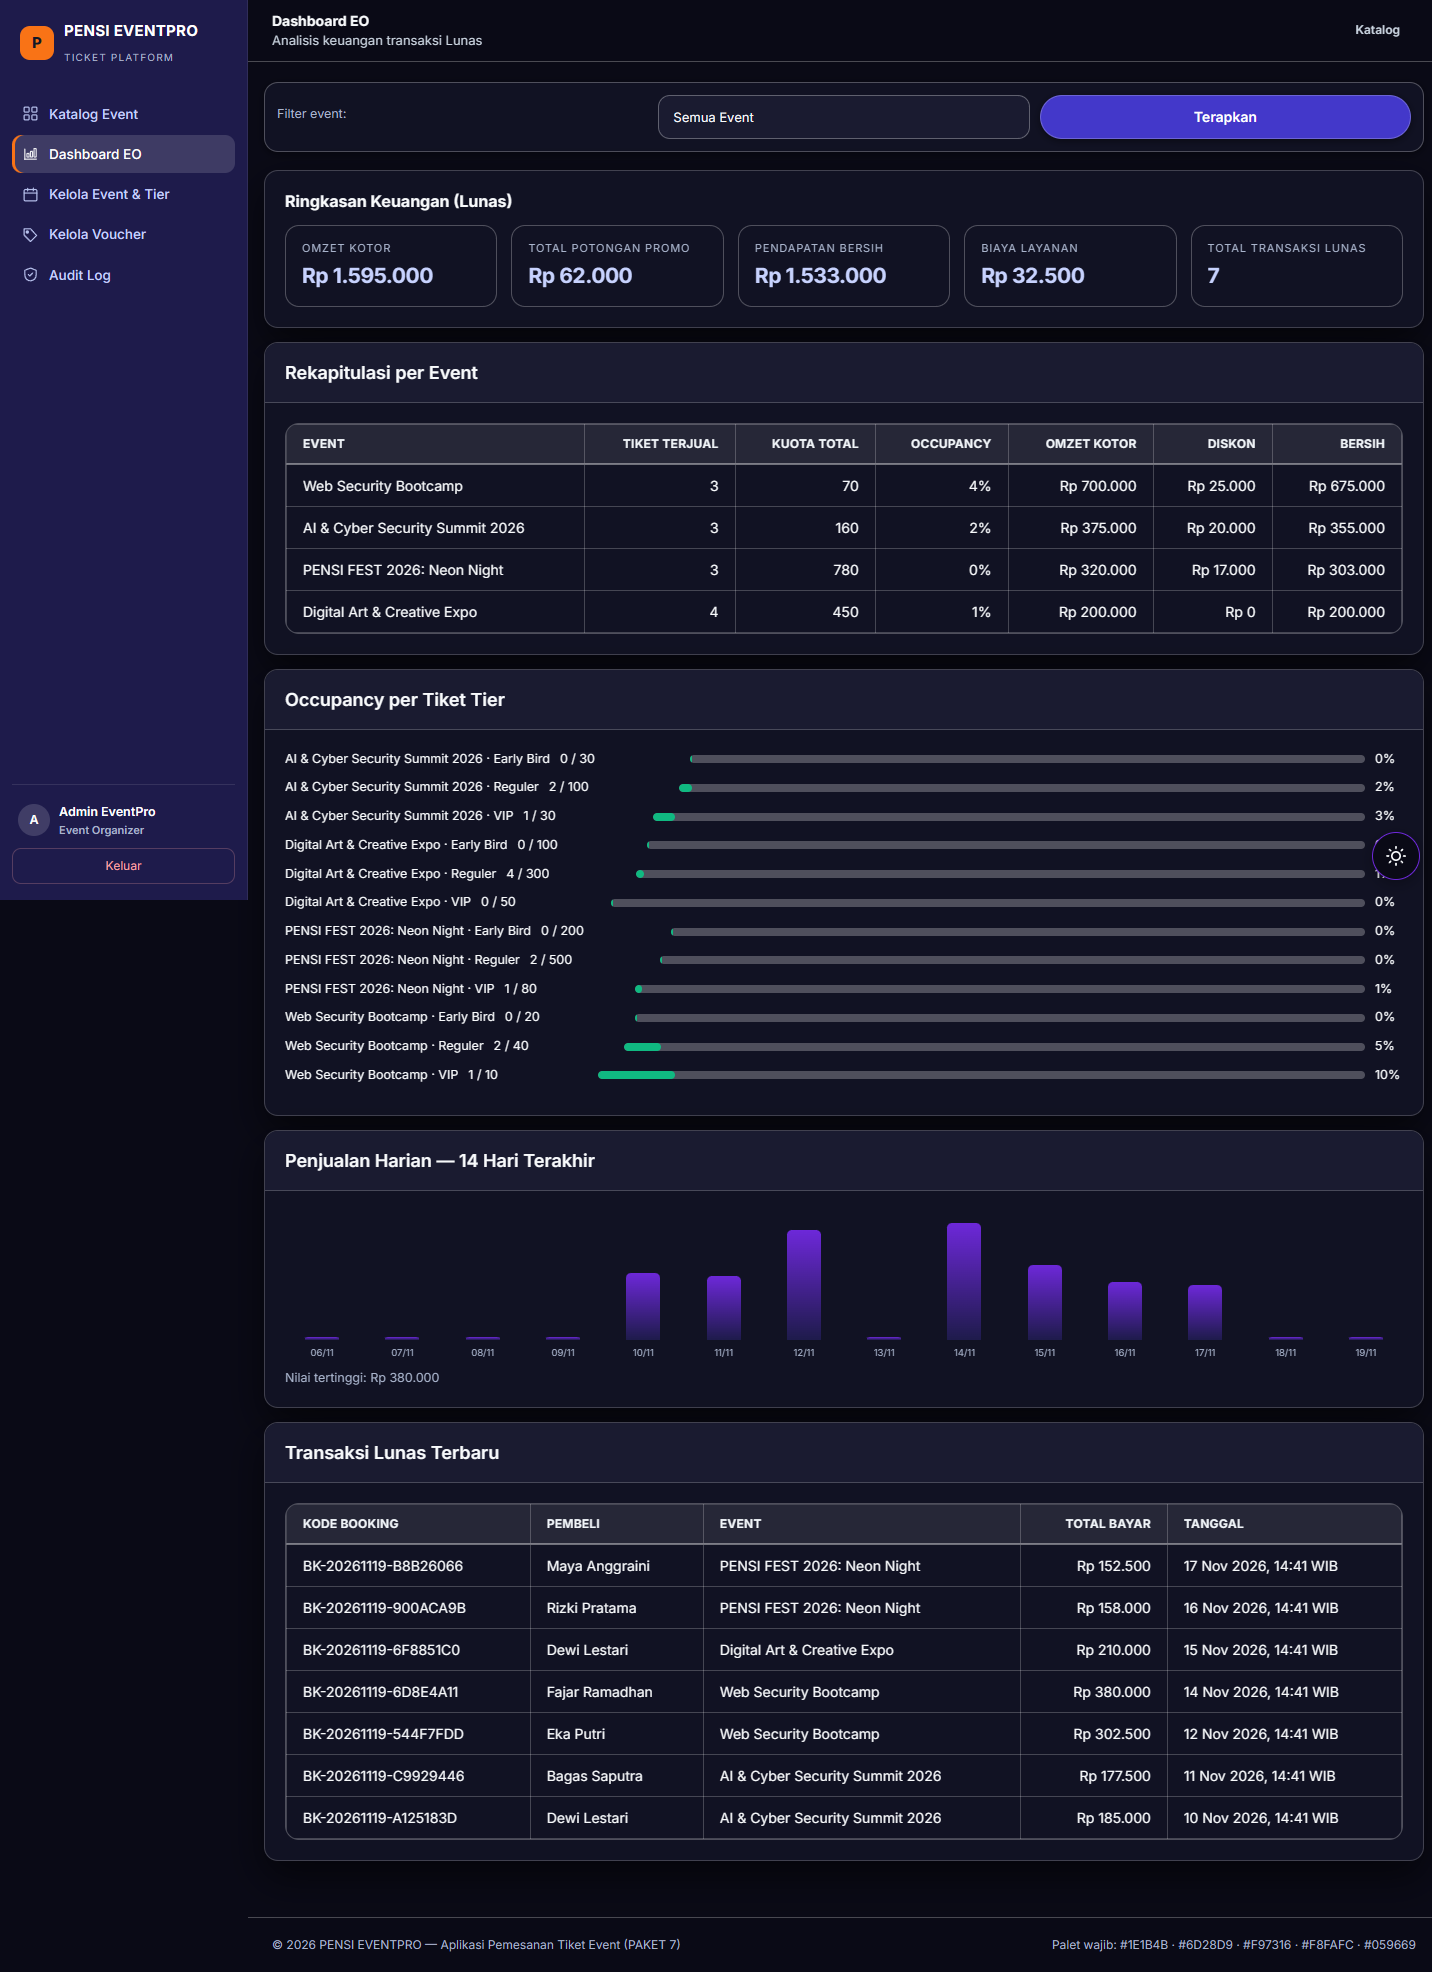 P
PENSI EVENTPRO
TICKET PLATFORM
Katalog Event
Dashboard EO
Kelola Event & Tier
Kelola Voucher
Audit Log
A
Admin EventPro
Event Organizer
Keluar
Dashboard EO
Analisis keuangan transaksi Lunas
Katalog
Filter event:
Semua Event
Terapkan
Ringkasan Keuangan (Lunas)
OMZET KOTOR
Rp 1.595.000
TOTAL POTONGAN PROMO
Rp 62.000
PENDAPATAN BERSIH
Rp 1.533.000
BIAYA LAYANAN
Rp 32.500
TOTAL TRANSAKSI LUNAS
7
Rekapitulasi per Event
EVENT TIKET TERJUAL KUOTA TOTAL OCCUPANCY OMZET KOTOR DISKON BERSIH
Web Security Bootcamp 3 70 4% Rp 700.000 Rp 25.000 Rp 675.000
AI & Cyber Security Summit 2026 3 160 2% Rp 375.000 Rp 20.000 Rp 355.000
PENSI FEST 2026: Neon Night 3 780 0% Rp 320.000 Rp 17.000 Rp 303.000
Digital Art & Creative Expo 4 450 1% Rp 200.000 Rp 0 Rp 200.000
Occupancy per Tiket Tier
AI & Cyber Security Summit 2026 · Early Bird 0 / 30 0%
AI & Cyber Security Summit 2026 · Reguler 2 / 100 2%
AI & Cyber Security Summit 2026 · VIP 1 / 30 3%
Digital Art & Creative Expo · Early Bird 0 / 100
Digital Art & Creative Expo · Reguler 4 / 300
Digital Art & Creative Expo · VIP 0 / 50 0%
PENSI FEST 2026: Neon Night · Early Bird 0 / 200 0%
PENSI FEST 2026: Neon Night · Reguler 2 / 500 0%
PENSI FEST 2026: Neon Night · VIP 1 / 80 1%
Web Security Bootcamp · Early Bird 0 / 20 0%
Web Security Bootcamp · Reguler 2 / 40 5%
Web Security Bootcamp · VIP 1 / 10 10%
Penjualan Harian — 14 Hari Terakhir
06/11 07/11 08/11 09/11 10/11 11/11 12/11 13/11 14/11 15/11 16/11 17/11 18/11 19/11
Nilai tertinggi: Rp 380.000
Transaksi Lunas Terbaru
KODE BOOKING PEMBELI EVENT TOTAL BAYAR TANGGAL
BK-20261119-B8B26066 Maya Anggraini PENSI FEST 2026: Neon Night Rp 152.500 17 Nov 2026, 14:41 WIB
BK-20261119-900ACA9B Rizki Pratama PENSI FEST 2026: Neon Night Rp 158.000 16 Nov 2026, 14:41 WIB
BK-20261119-6F8851C0 Dewi Lestari Digital Art & Creative Expo Rp 210.000 15 Nov 2026, 14:41 WIB
BK-20261119-6D8E4A11 Fajar Ramadhan Web Security Bootcamp Rp 380.000 14 Nov 2026, 14:41 WIB
BK-20261119-544F7FDD Eka Putri Web Security Bootcamp Rp 302.500 12 Nov 2026, 14:41 WIB
BK-20261119-C9929446 Bagas Saputra AI & Cyber Security Summit 2026 Rp 177.500 11 Nov 2026, 14:41 WIB
BK-20261119-A125183D Dewi Lestari AI & Cyber Security Summit 2026 Rp 185.000 10 Nov 2026, 14:41 WIB
© 2026 PENSI EVENTPRO — Aplikasi Pemesanan Tiket Event (PAKET 7)
Palet wajib: #1E1B4B · #6D28D9 · #F97316 · #F8FAFC · #059669